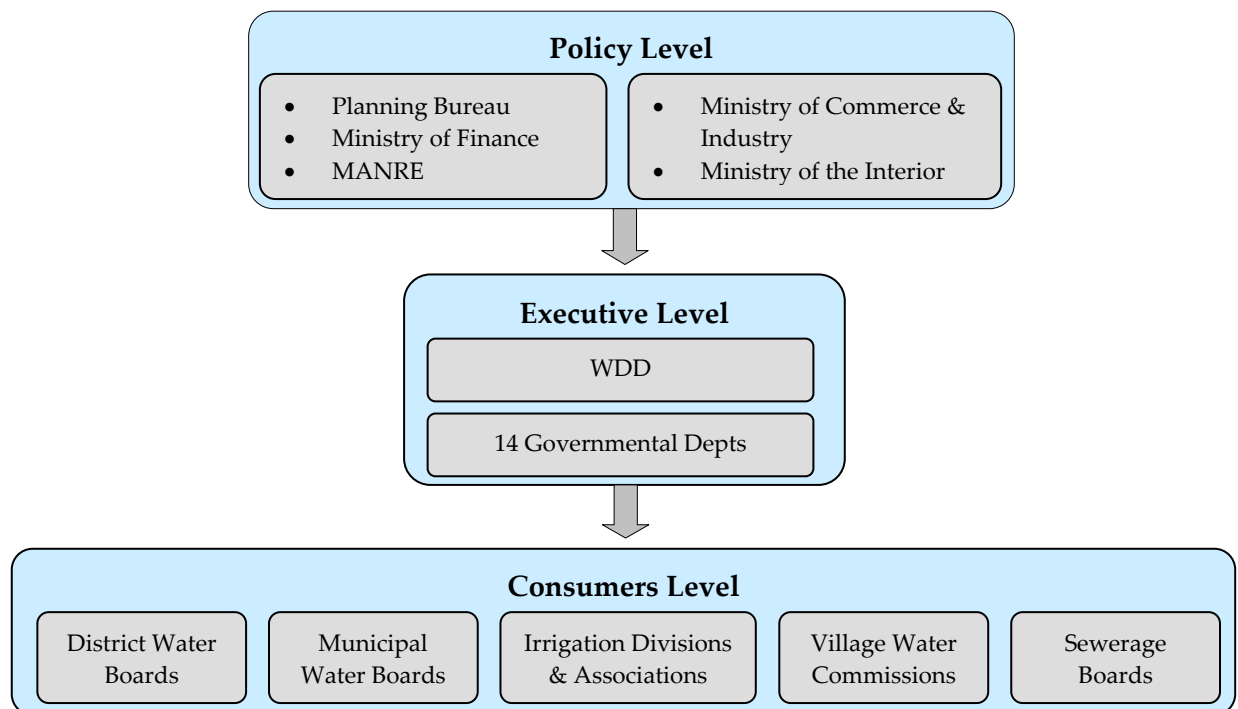 Policy Level
• Planning Bureau
• Ministry of Finance
• MANRE
• Ministry of Commerce &
Industry
• Ministry of the Interior
Executive Level
WDD
14 Governmental Depts
Consumers Level
District Water
Boards
Municipal
Water Boards
Irrigation Divisions
& Associations
Village Water
Commissions
Sewerage
Boards